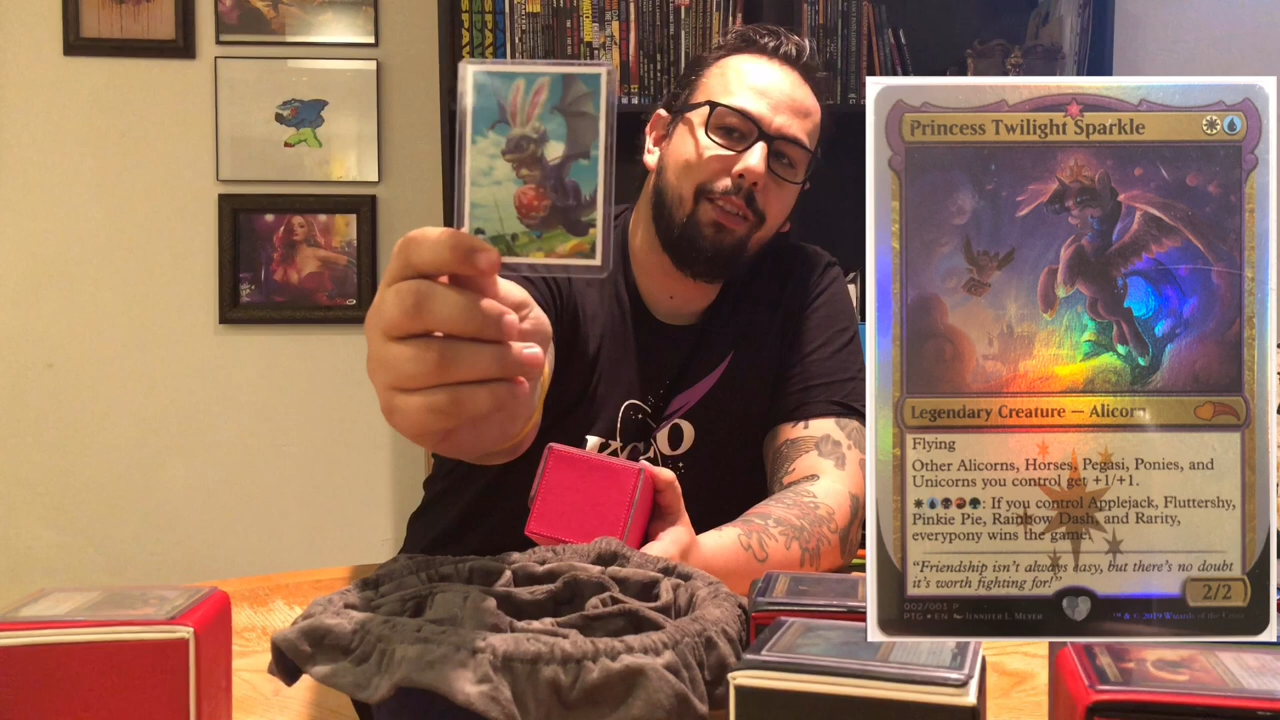 SPAWN
KGO
Princess Twilight Sparkle
Legendary Creature — Alicorn
Flying
Other Alicorns, Horses, Pegasi, Ponies, and
Unicorns you control get +1/+1.
: If you control Applejack, Fluttershy,
Pinkie Pie, Rainbow Dash, and Rarity,
everypony wins the game.
“Friendship isn't always easy, but there's no doubt
it's worth fighting for!”
2/2
002/003 P
PTG ★ EN Jennifer L. Meyer
™ & © 2019 Wizards of the Coast